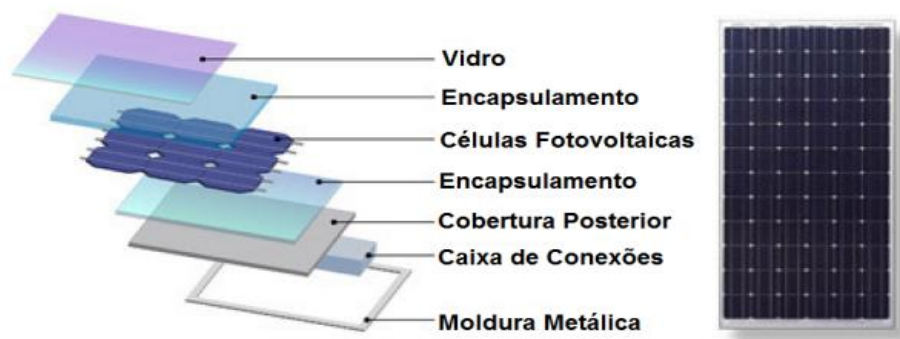 Vidro
Encapsulamento
Células Fotovoltaicas
Encapsulamento
Cobertura Posterior
Caixa de Conexões
Moldura Metálica